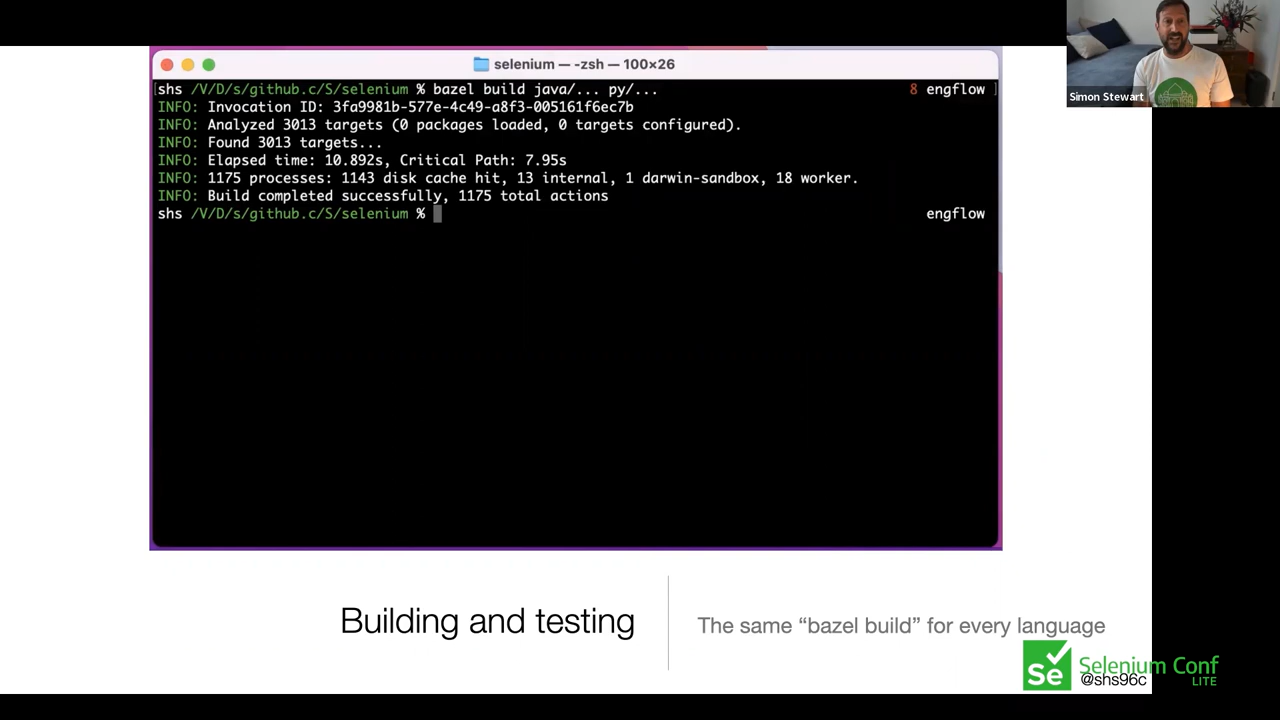 selenium — -zsh — 100×26
shs /V/D/s/github.c/S/selenium % bazel build java/... py/... 8 engflow
INFO: Invocation ID: 3fa9981b-577e-4c49-a8f3-005161f6ec7b
INFO: Analyzed 3013 targets (0 packages loaded, 0 targets configured).
INFO: Found 3013 targets...
INFO: Elapsed time: 10.892s, Critical Path: 7.95s
INFO: 1175 processes: 1143 disk cache hit, 13 internal, 1 darwin-sandbox, 18 worker.
INFO: Build completed successfully, 1175 total actions
shs /V/D/s/github.c/S/selenium % engflow
Simon Stewart
Building and testing
The same “bazel build” for every language
Se
Selenium Conf
LITE
@shs96c